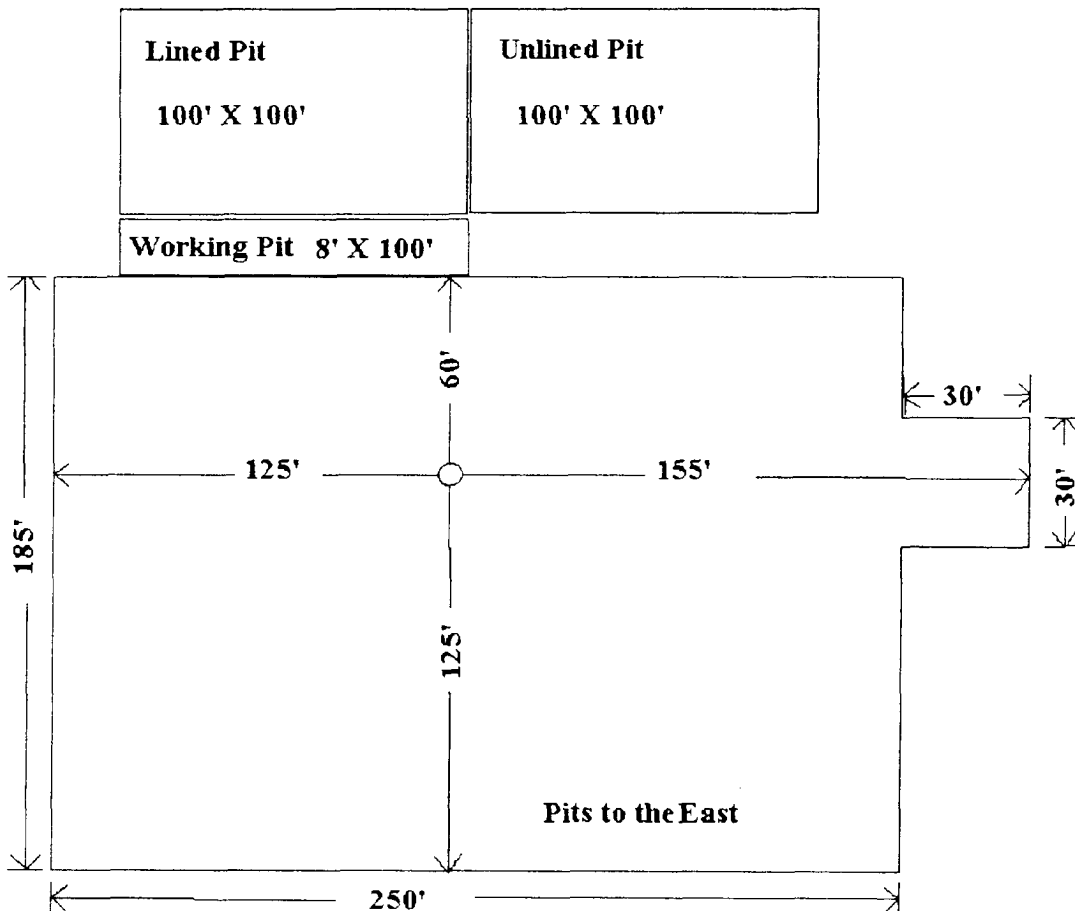 Lined Pit
100' X 100'
Unlined Pit
100' X 100'
Working Pit 8' X 100'
60'
30'
125'
155'
30'
185'
125'
Pits to the East
250'